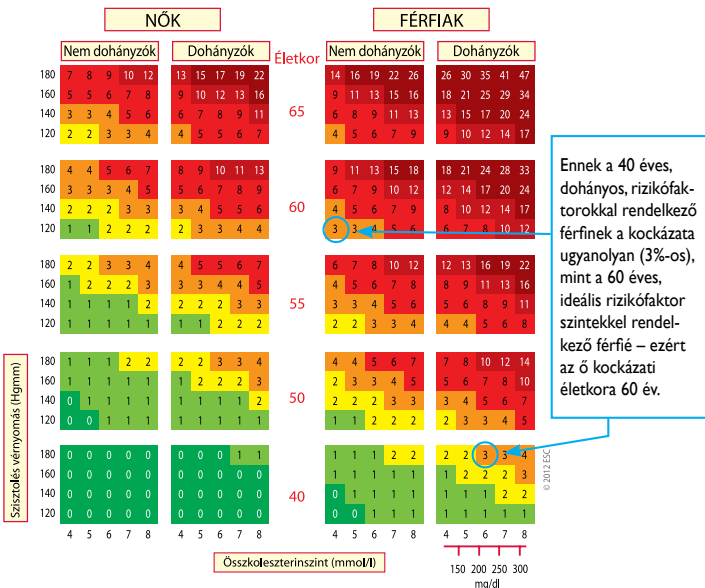 NŐK
FÉRFIAK
Nem dohányzók
Dohányzók
Életkor
Nem dohányzók
Dohányzók
180 7 8 9 10 12 13 15 17 19 22 14 16 19 22 26 26 30 35 41 47
160 5 5 6 7 8 9 10 12 13 16 9 11 13 15 16 18 21 25 29 34
140 3 3 4 5 6 6 7 8 9 11 6 8 9 11 13 13 15 17 20 24
120 2 2 3 3 4 4 5 5 6 7 4 5 6 7 9 9 10 12 14 17
65
180 4 4 5 6 7 8 9 10 11 13 9 11 13 15 18 18 21 24 28 33
160 3 3 3 4 5 5 6 7 8 9 6 7 9 10 12 12 14 17 20 24
140 2 2 2 3 3 3 4 5 5 6 4 5 6 7 9 8 10 12 14 17
120 1 1 2 2 2 2 3 3 4 4 3 3 4 5 6 6 7 8 10 12
60
180 2 2 3 3 4 4 5 5 6 7 6 7 8 10 12 12 13 16 19 22
160 1 2 2 2 3 3 3 4 4 5 4 5 6 7 8 8 9 11 13 16
140 1 1 1 1 2 2 2 2 3 3 3 3 4 5 6 5 6 8 9 11
120 1 1 1 1 1 1 1 2 2 2 2 2 3 3 4 4 4 5 6 8
55
180 1 1 1 2 2 2 2 3 3 4 4 4 5 6 7 7 8 10 12 14
160 1 1 1 1 1 1 2 2 2 3 2 3 3 4 5 5 6 7 8 10
140 0 1 1 1 1 1 1 1 1 2 2 2 2 3 3 3 4 5 6 7
120 0 0 1 1 1 1 1 1 1 1 1 1 2 2 2 2 3 3 4 5
50
180 0 0 0 0 0 0 0 0 1 1 1 1 1 2 2 2 2 3 3 4
160 0 0 0 0 0 0 0 0 0 0 1 1 1 1 1 1 2 2 2 3
140 0 0 0 0 0 0 0 0 0 0 0 1 1 1 1 1 1 1 2 2
120 0 0 0 0 0 0 0 0 0 0 0 0 1 1 1 1 1 1 1 1
40
4 5 6 7 8 4 5 6 7 8 4 5 6 7 8 4 5 6 7 8
Szisztolés vérnyomás (Hgmm)
Összkoleszterinszint (mmol/l)
150 200 250 300
mg/dl
© 2012 ESC
Ennek a 40 éves,
dohányos, rizikófak-
torokkal rendelkező
férfinek a kockázata
ugyanolyan (3%-os),
mint a 60 éves,
ideális rizikófaktor
szintekkel rendel-
kező férfié – ezért
az ő kockázati
életkora 60 év.